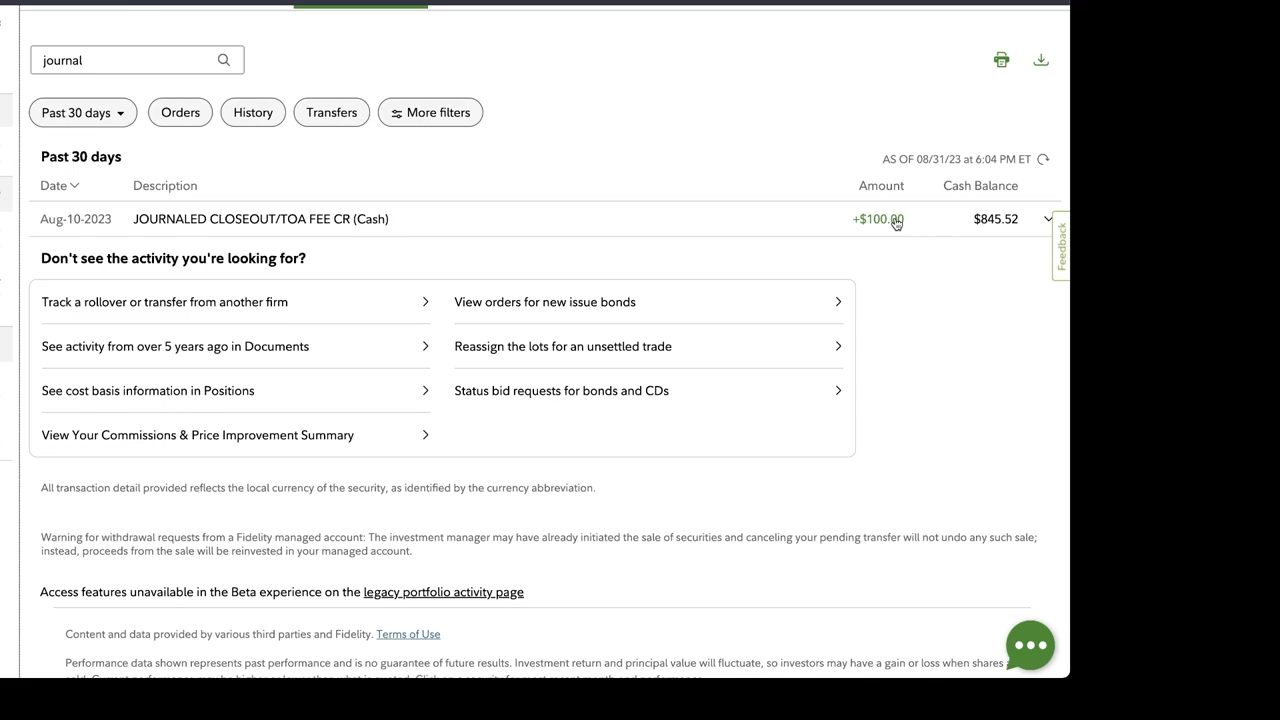 journal
Past 30 days
Orders
History
Transfers
More filters
Past 30 days
AS OF 08/31/23 at 6:04 PM ET
Date
Description
Amount
Cash Balance
Aug-10-2023
JOURNALED CLOSEOUT/TOA FEE CR (Cash)
+$100.00
$845.52
Feedback
Don't see the activity you're looking for?
Track a rollover or transfer from another firm
View orders for new issue bonds
See activity from over 5 years ago in Documents
Reassign the lots for an unsettled trade
See cost basis information in Positions
Status bid requests for bonds and CDs
View Your Commissions & Price Improvement Summary
All transaction detail provided reflects the local currency of the security, as identified by the currency abbreviation.
Warning for withdrawal requests from a Fidelity managed account: The investment manager may have already initiated the sale of securities and canceling your pending transfer will not undo any such sale;
instead, proceeds from the sale will be reinvested in your managed account.
Access features unavailable in the Beta experience on the legacy portfolio activity page
Content and data provided by various third parties and Fidelity. Terms of Use
Performance data shown represents past performance and is no guarantee of future results. Investment return and principal value will fluctuate, so investors may have a gain or loss when shares